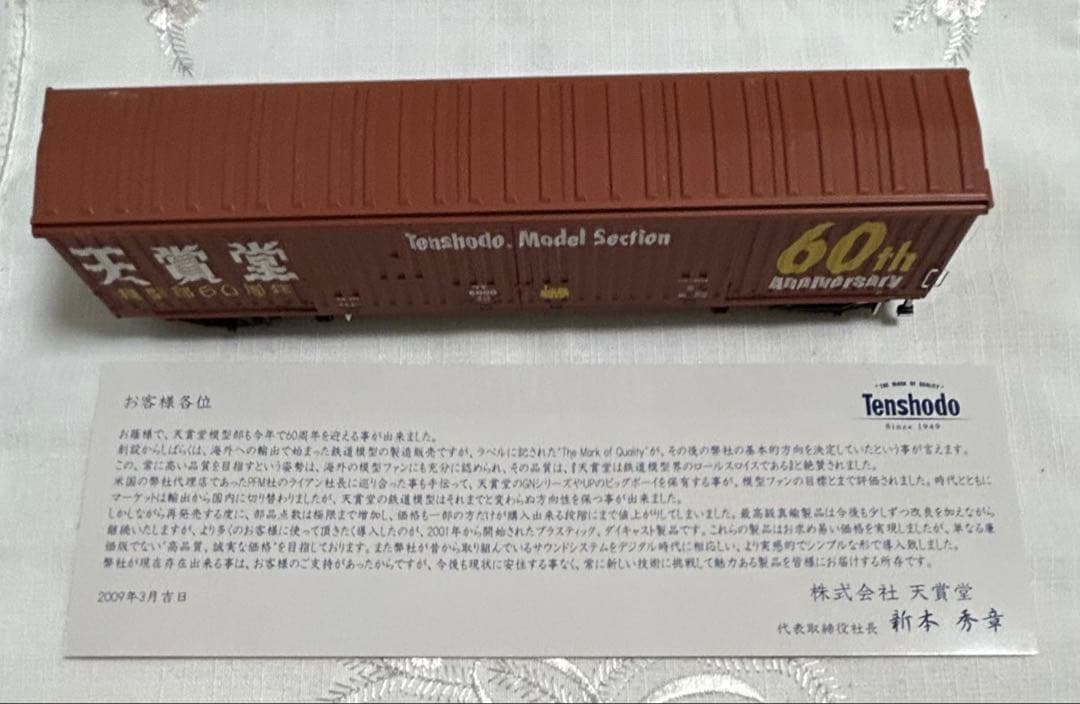 天賞堂
模型部60周年
Tenshodo. Model Section
60th
Anniversary
お客様各位
・THE MARK OF QUALITY・
Tenshodo
Since 1949
お蔭様で、天賞堂模型部も今年で60周年を迎える事が出来ました。
創設からしばらくは、海外への輸出で始まった鉄道模型の製造販売ですが、ラベルに記された"The Mark of Quality"が、その後の弊社の基本的方向を決定していたという事が言えます。
この、常に高い品質を目指すという姿勢は、海外の模型ファンにも充分に認められ、その品質は、『天賞堂は鉄道模型界のロールスロイスである』と絶賛されました。
米国の弊社代理店であったPFM社のライアン社長に巡り合った事も手伝って、天賞堂のGNシリーズやUPのビッグボーイを保有する事が、模型ファンの目標とまで評価されました。時代とともに
マーケットは輸出から国内に切り替わりましたが、天賞堂の鉄道模型はそれまでと変わらぬ方向性を保つ事が出来ました。
しかしながら再発売する度に、部品点数は極限まで増加し、価格も一部の方だけが購入出来る段階にまで値上がりしてしまいました。最高級真鍮製品は今後も少しずつ改良を加えながら
継続いたしますが、より多くのお客様に使って頂きたく導入したのが、2001年から開始されたプラスティック、ダイキャスト製品です。これらの製品はお求め易い価格を実現しましたが、単なる廉
価版でない"高品質、誠実な価格"を目指しております。また弊社が昔から取り組んでいるサウンドシステムをデジタル時代に相応しい、より実感的でシンプルな形で導入致しました。
弊社が現在存在出来る事は、お客様のご支持があったからですが、今後も現状に安住する事なく、常に新しい技術に挑戦して魅力ある製品を皆様にお届けする所存です。
2009年3月吉日
株式会社 天賞堂
代表取締役社長 新本 秀章